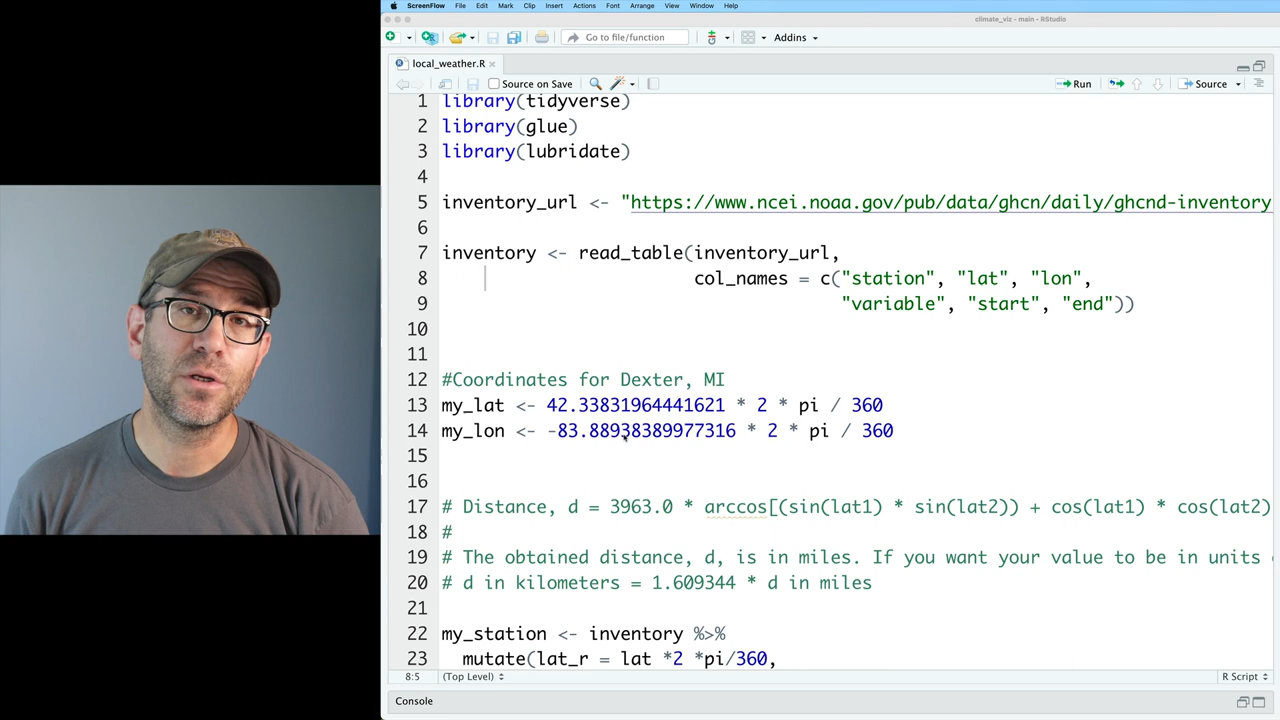 ScreenFlow File Edit Mark Clip Insert Actions Font Arrange View Window Help
climate_viz - main - RStudio
Go to file/function Addins
local_weather.R
Source on Save Run Source
1 library(tidyverse)
2 library(glue)
3 library(lubridate)
4
5 inventory_url <- "https://www.ncei.noaa.gov/pub/data/ghcn/daily/ghcnd-inventory
6
7 inventory <- read_table(inventory_url,
8 col_names = c("station", "lat", "lon",
9 "variable", "start", "end"))
10
11
12 #Coordinates for Dexter, MI
13 my_lat <- 42.33831964441621 * 2 * pi / 360
14 my_lon <- -83.88938389977316 * 2 * pi / 360
15
16
17 # Distance, d = 3963.0 * arccos[(sin(lat1) * sin(lat2)) + cos(lat1) * cos(lat2)
18 #
19 # The obtained distance, d, is in miles. If you want your value to be in units
20 # d in kilometers = 1.609344 * d in miles
21
22 my_station <- inventory %>%
23 mutate(lat_r = lat *2 *pi/360,
8:5 (Top Level) R Script
Console